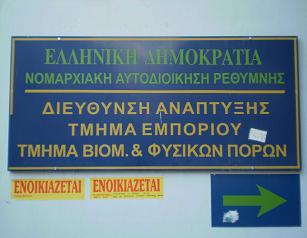 ΕΛΛΗΝΙΚΗ ΔΗΜΟΚΡΑΤΙΑ
ΝΟΜΑΡΧΙΑΚΗ ΑΥΤΟΔΙΟΙΚΗΣΗ ΡΕΘΥΜΝΗΣ
ΔΙΕΥΘΥΝΣΗ ΑΝΑΠΤΥΞΗΣ
ΤΜΗΜΑ ΕΜΠΟΡΙΟΥ
ΤΜΗΜΑ ΒΙΟΜ. & ΦΥΣΙΚΩΝ ΠΟΡΩΝ
ΕΝΟΙΚΙΑΖΕΤΑΙ
ΕΝΟΙΚΙΑΖΕΤΑΙ